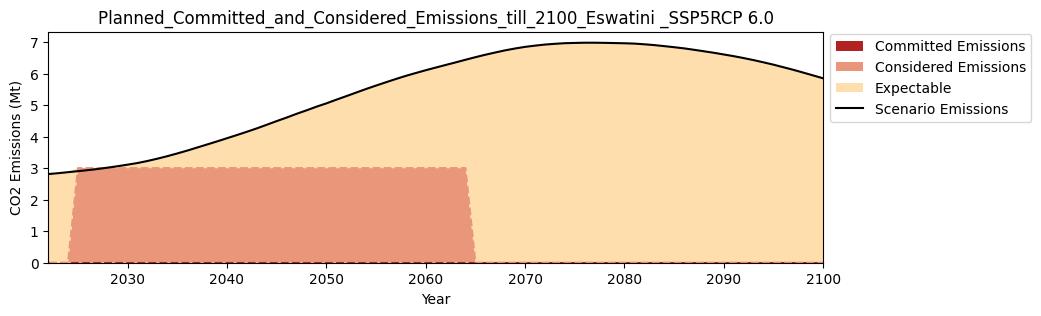 Planned_Committed_and_Considered_Emissions_till_2100_Eswatini _SSP5RCP 6.0
CO2 Emissions (Mt)
7
6
5
4
3
2
1
0
2030
2040
2050
2060
2070
2080
2090
2100
Year
Committed Emissions
Considered Emissions
Expectable
Scenario Emissions